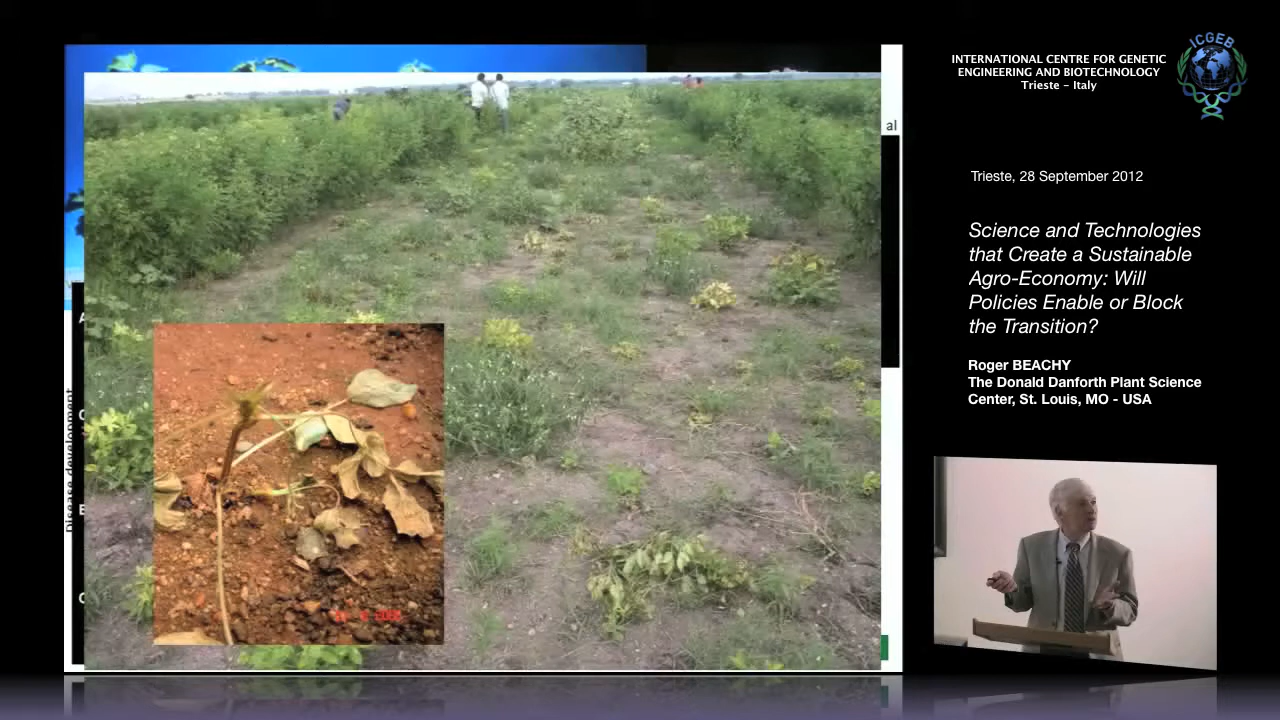 al
Disease development
INTERNATIONAL CENTRE FOR GENETIC
ENGINEERING AND BIOTECHNOLOGY
Trieste - Italy
ICGEB
Trieste, 28 September 2012
Science and Technologies
that Create a Sustainable
Agro-Economy: Will
Policies Enable or Block
the Transition?
Roger BEACHY
The Donald Danforth Plant Science
Center, St. Louis, MO - USA